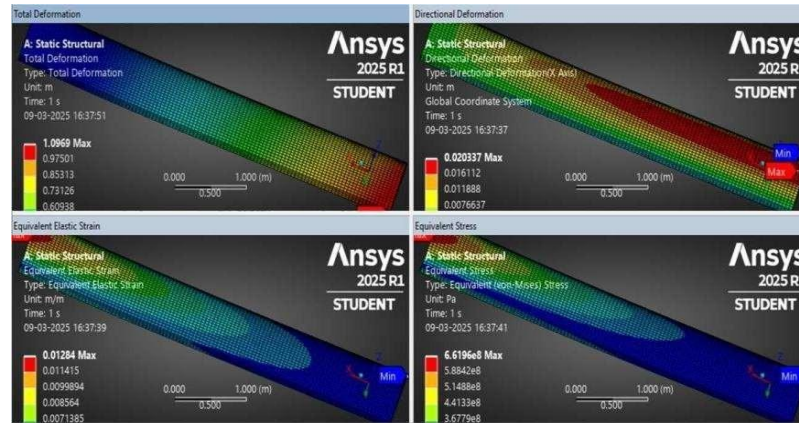 Total Deformation
A: Static Structural
Total Deformation
Type: Total Deformation
Unit: m
Time: 1 s
09-03-2025 16:37:51
1.0969 Max
0.97501
0.85313
0.73126
0.60938
Ansys
2025 R1
STUDENT
0.000
1.000 (m)
0.500
Directional Deformation
A: Static Structural
Directional Deformation
Type: Directional Deformation(X Axis)
Unit: m
Global Coordinate System
Time: 1 s
09-03-2025 16:37:37
0.020337 Max
0.016112
0.011888
0.0076637
Ansys
2025 R
STUDENT
Min
Max
0.000
1.000 (m)
0.500
Equivalent Elastic Strain
A: Static Structural
Equivalent Elastic Strain
Type: Equivalent Elastic Strain
Unit: m/m
Time: 1 s
09-03-2025 16:37:39
0.01284 Max
0.011415
0.0099894
0.008564
0.0071385
Ansys
2025 R1
STUDENT
Min
0.000
1.000 (m)
0.500
Equivalent Stress
A: Static Structural
Equivalent Stress
Type: Equivalent (von-Mises) Stress
Unit: Pa
Time: 1 s
09-03-2025 16:37:41
6.6196e8 Max
5.8842e8
5.1488e8
4.4133e8
3.6779e8
Ansys
2025 R
STUDENT
Min
0.000
1.000 (m)
0.500